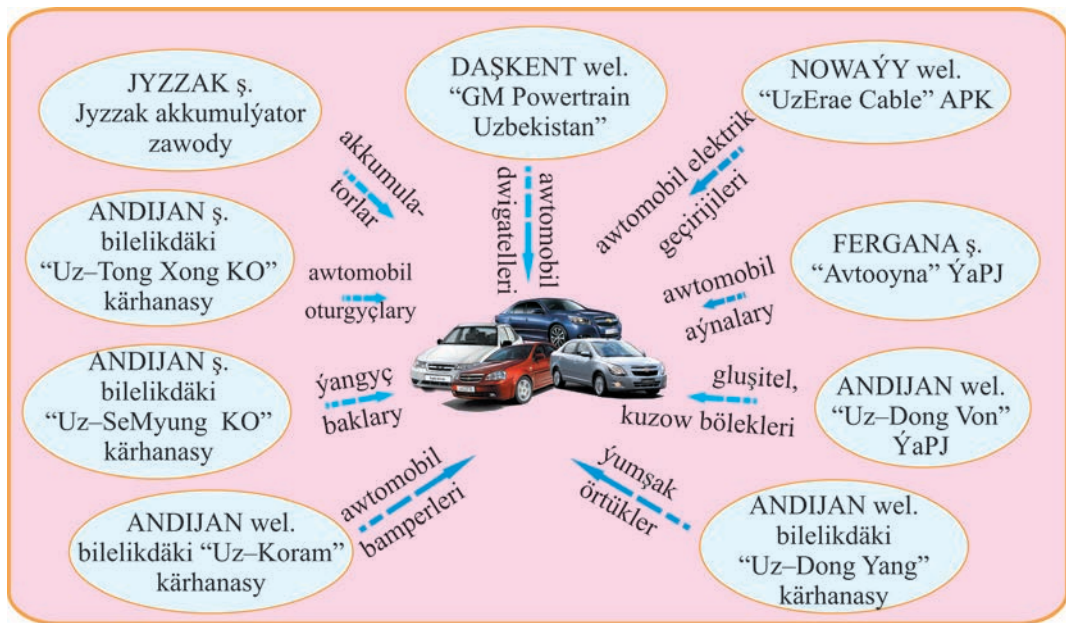 JYZZAK ş.
Jyzzak akkumulýator
zawody
akkumula-
torlar
DAŞKENT wel.
“GM Powertrain
Uzbekistan”
awtomobil
dwigatelleri
NOWAÝY wel.
“UzErae Cable” APK
awtomobil elektrik
geçirijileri
ANDIJAN ş.
bilelikdäki
“Uz–Tong Xong KO”
kärhanasy
awtomobil
oturgyçlary
FERGANA ş.
“Avtooyna” ÝaPJ
awtomobil
aýnalary
ANDIJAN ş.
bilelikdäki
“Uz–SeMyung KO”
kärhanasy
ýangyç
baklary
ANDIJAN wel.
“Uz–Dong Von”
ÝaPJ
gluşitel,
kuzow bölekleri
ANDIJAN wel.
bilelikdäki “Uz–Koram”
kärhanasy
awtomobil
bamperleri
ANDIJAN wel.
bilelikdäki
“Uz–Dong Yang”
kärhanasy
ýumşak
örtükler